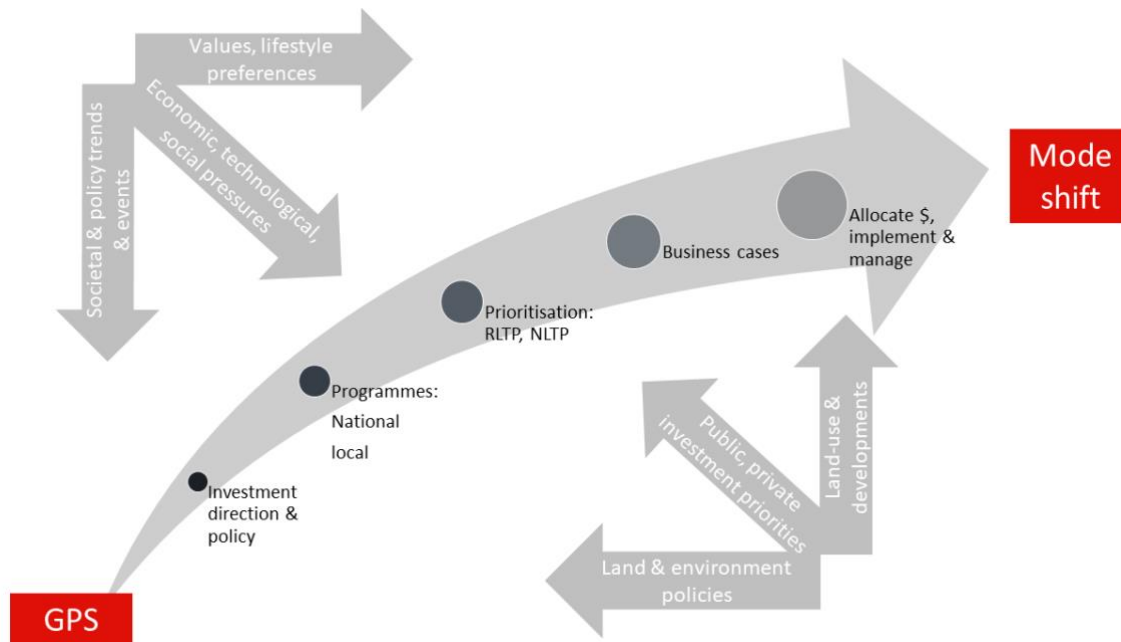 Values, lifestyle
preferences
Economic, technological,
social pressures
Societal & policy trends
& events
Mode
shift
Allocate $,
implement &
manage
Business cases
Prioritisation:
RLTP, NLTP
Programmes:
National
local
Investment
direction &
policy
Land-use &
developments
Public, private
investment priorities
Land & environment
policies
GPS